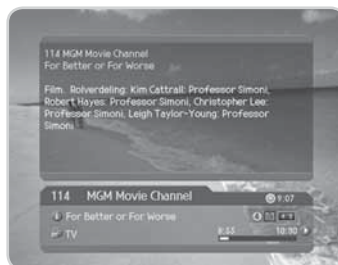 114 MGM Movie Channel
For Better or For Worse
Film. Rolverdeling: Kim Cattrall: Professor Simoni,
Robert Hayes: Professor Simoni, Christopher Lee:
Professor Simoni, Leigh Taylor-Young: Professor
Simoni
114 MGM Movie Channel 9:07
For Better or For Worse
TV 8:55 10:30